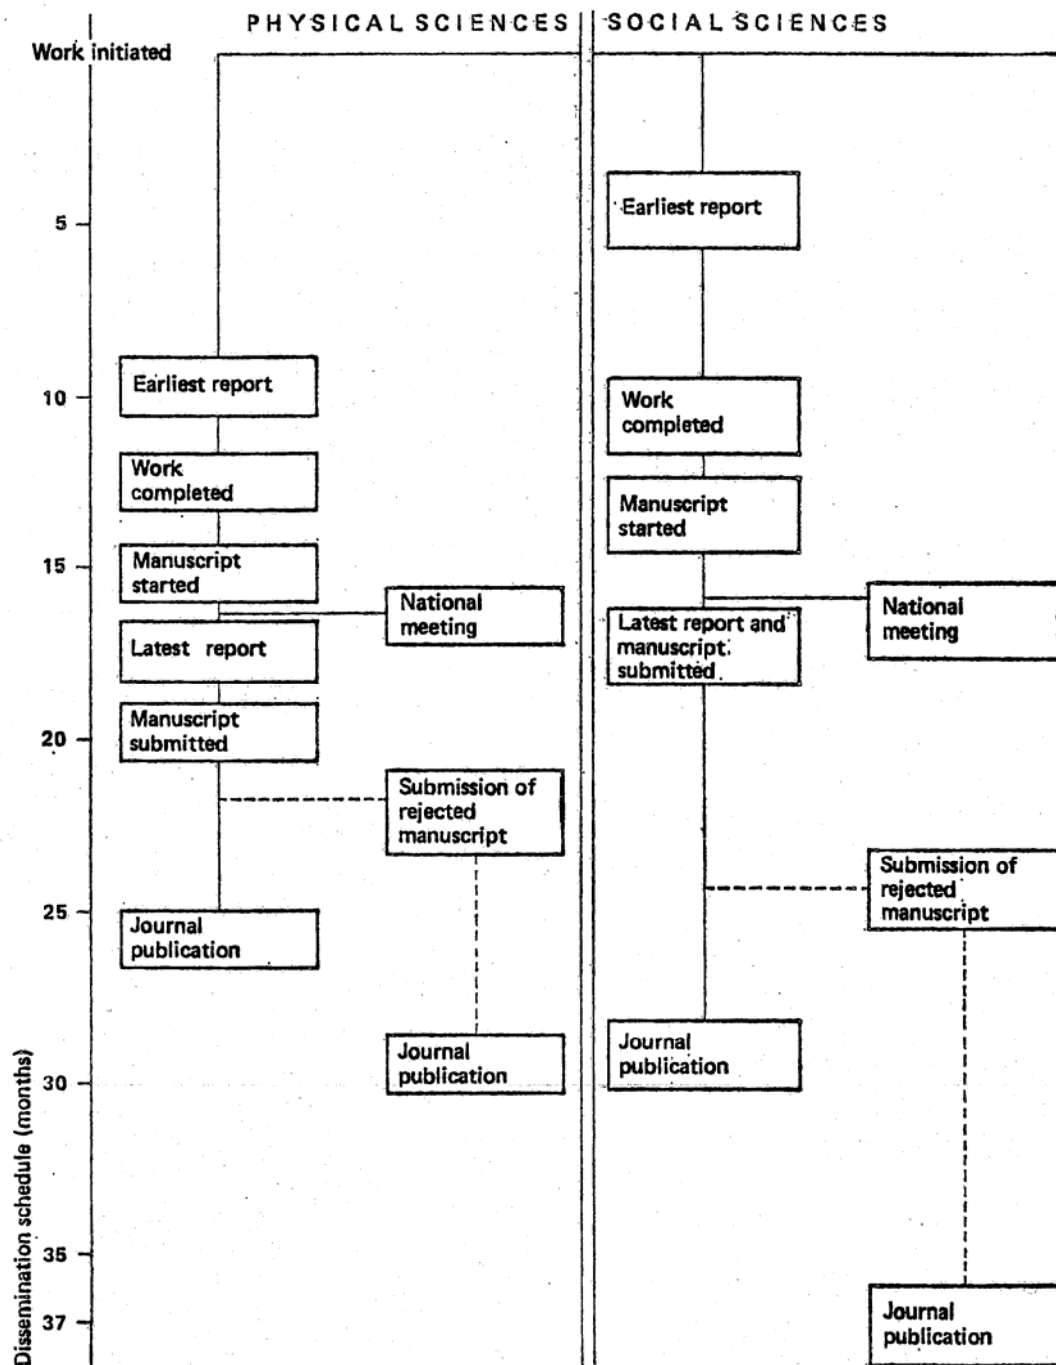 PHYSICAL SCIENCES
SOCIAL SCIENCES
Work initiated
Dissemination schedule (months)
5
10
15
20
25
30
35
37
Earliest report
Work
completed
Manuscript
started
National
meeting
Latest report
Manuscript
submitted
Submission of
rejected
manuscript
Journal
publication
Journal
publication
Earliest report
Work
completed
Manuscript
started
National
meeting
Latest report and
manuscript
submitted
Submission of
rejected
manuscript
Journal
publication
Journal
publication